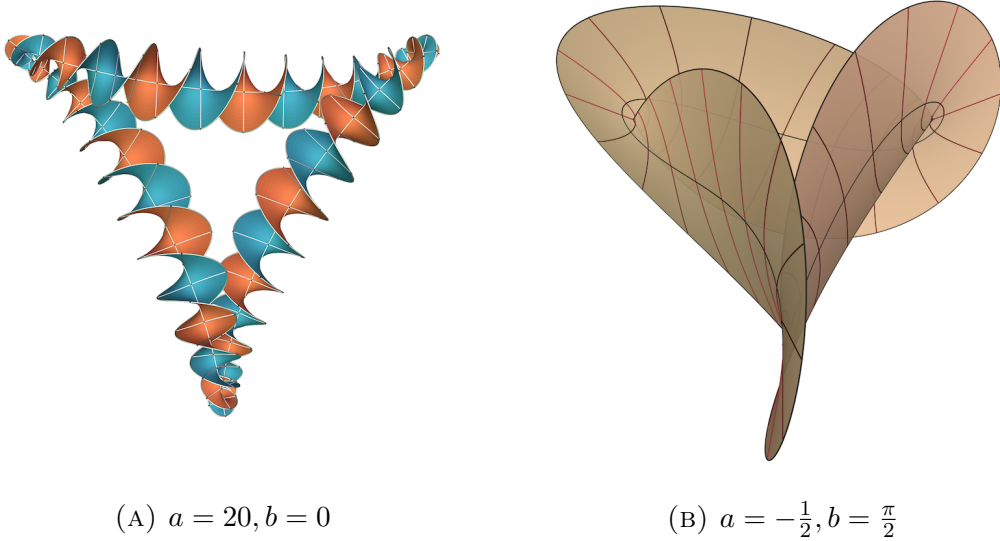 (A) a = 20, b = 0
(B) a = −1/2, b = π/2